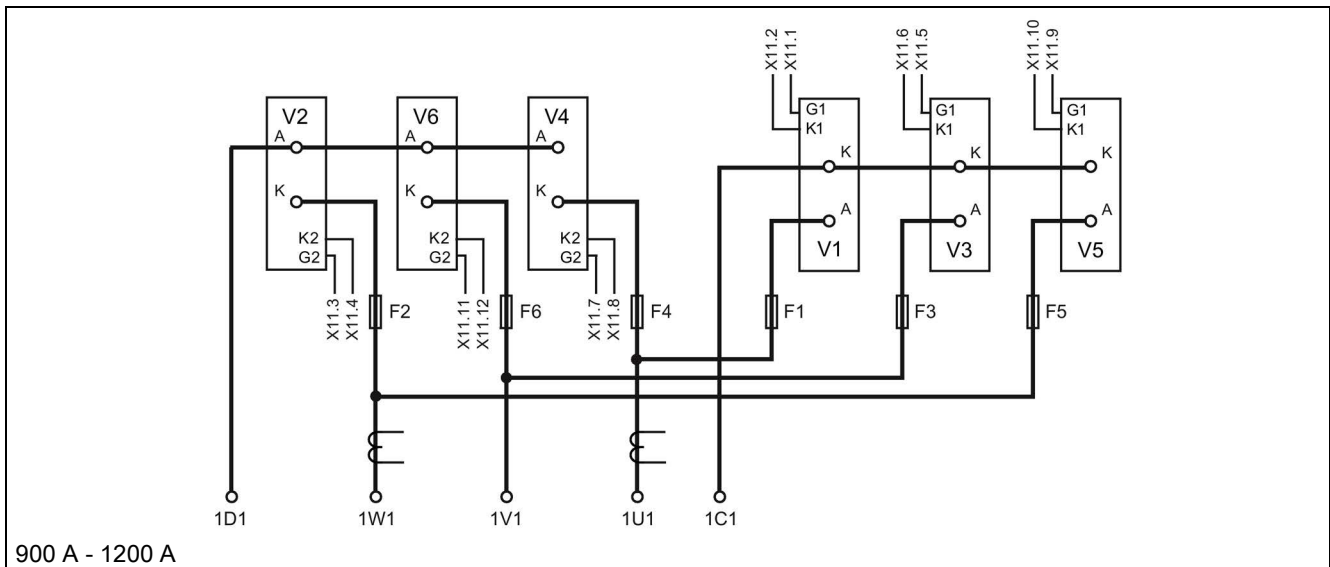 X11.2
X11.1
X11.6
X11.5
X11.10
X11.9
V2
V6
V4
G1
G1
G1
K1
K1
K1
A
A
A
K
K
K
K
K
K
A
A
A
K2
K2
K2
G2
G2
G2
V1
V3
V5
X11.3
X11.4
F2
X11.11
X11.12
F6
X11.7
X11.8
F4
F1
F3
F5
1D1
1W1
1V1
1U1
1C1
900 A - 1200 A